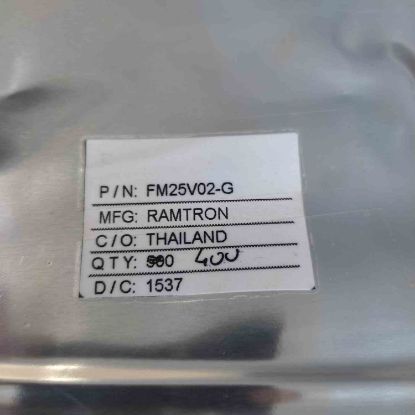 P/N: FM25V02-G
MFG: RAMTRON
C/O: THAILAND
QTY: 500 400
D/C: 1537